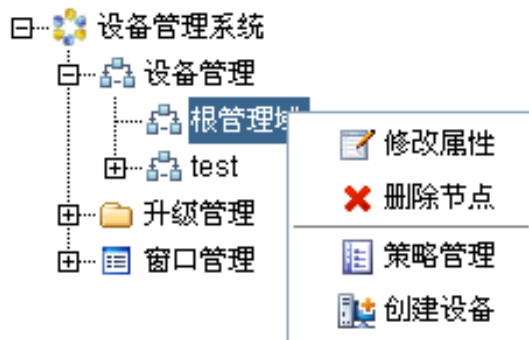 设备管理系统
设备管理
根管理域
test
升级管理
窗口管理
修改属性
删除节点
策略管理
创建设备